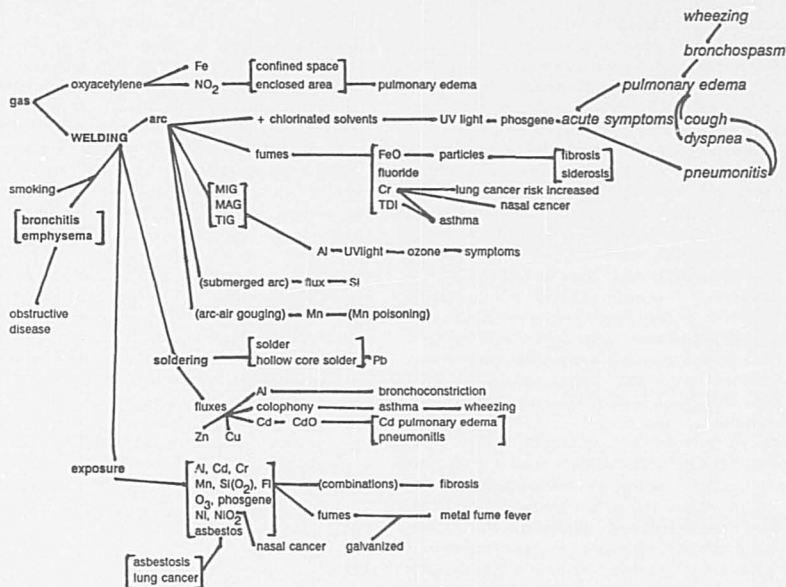 wheezing
bronchospasm
Fe
[confined space
oxyacetylene
NO2
enclosed area]
pulmonary edema
pulmonary edema
gas
arc
+ chlorinated solvents
UV light
phosgene
acute symptoms
cough
WELDING
dyspnea
fumes
[FeO
particles
[fibrosis
siderosis]
pneumonitis
fluoride
smoking
[MIG
MAG
TIG]
Cr
lung cancer risk increased
TDI]
nasal cancer
asthma
[bronchitis
emphysema]
Al
UVlight
ozone
symptoms
(submerged arc)
flux
Si
obstructive
disease
(arc-air gouging)
Mn
(Mn poisoning)
soldering
[solder
hollow core solder]
Pb
Al
bronchoconstriction
fluxes
colophony
asthma
wheezing
Cd
CdO
[Cd pulmonary edema
pneumonitis]
Zn
Cu
exposure
[Al, Cd, Cr
Mn, Si(O2), Fl
O3, phosgene
Ni, NiO2
asbestos]
(combinations)
fibrosis
fumes
metal fume fever
nasal cancer
galvanized
[asbestosis
lung cancer]